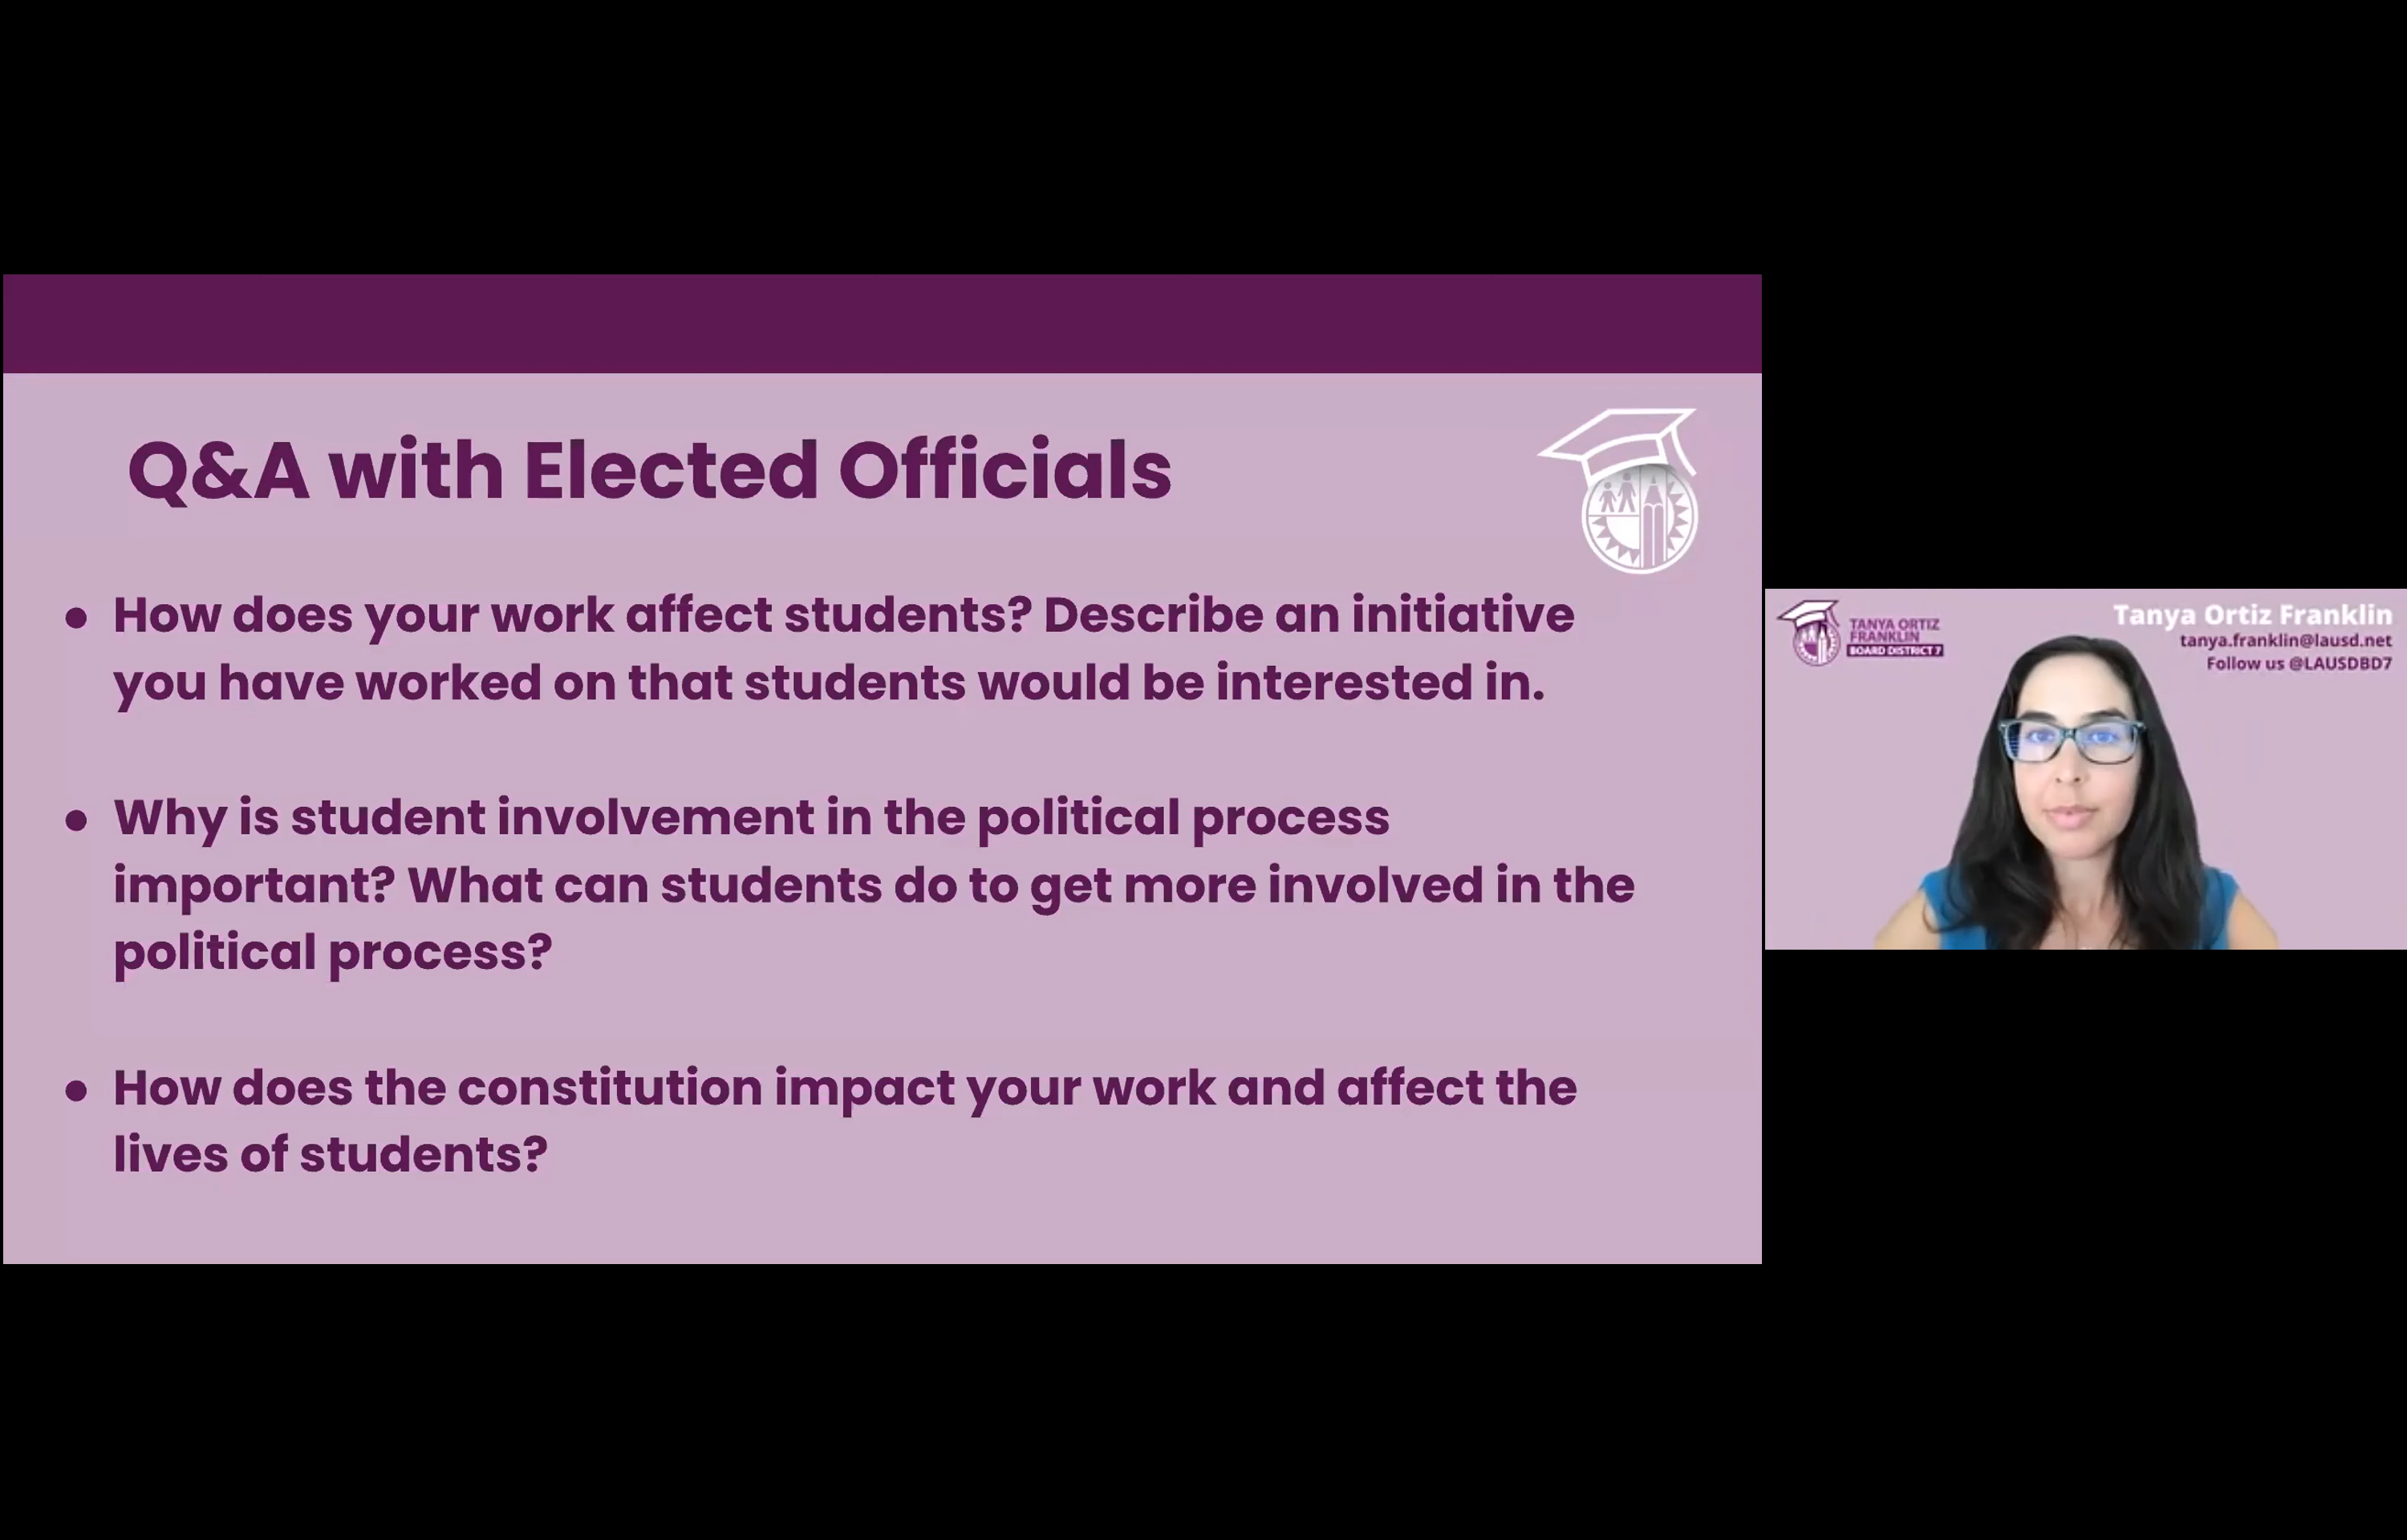 Q&A with Elected Officials
● How does your work affect students? Describe an initiative
you have worked on that students would be interested in.
● Why is student involvement in the political process
important? What can students do to get more involved in the
political process?
● How does the constitution impact your work and affect the
lives of students?
TANYA ORTIZ
FRANKLIN
BOARD DISTRICT 7
Tanya Ortiz Franklin
tanya.franklin@lausd.net
Follow us @LAUSDBD7